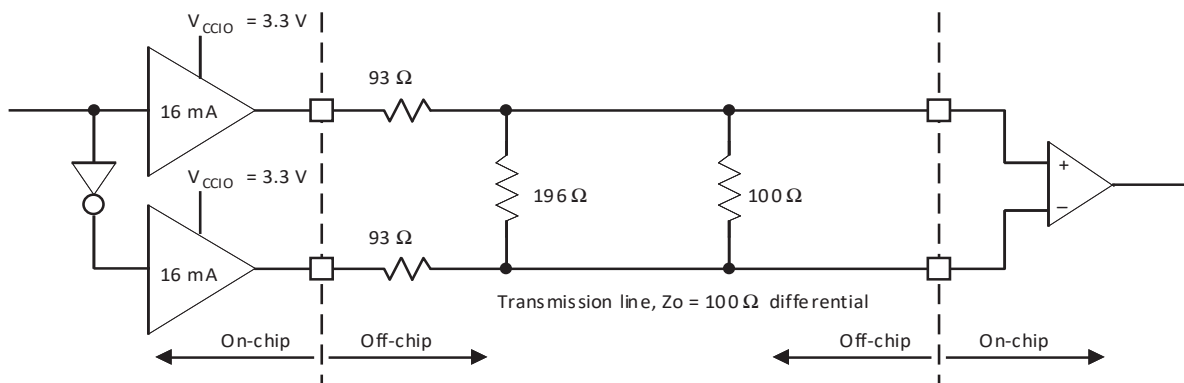 V CCIO = 3.3 V
93 Ω
16 mA
V CCIO = 3.3 V
196 Ω
100 Ω
+
–
93 Ω
16 mA
Transmission line, Zo = 100 Ω differential
On-chip
Off-chip
Off-chip
On-chip